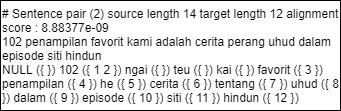 # Sentence pair (2) source length 14 target length 12 alignment
score : 8.88377e-09
102 penampilan favorit kami adalah cerita perang uhud dalam
episode siti hindun
NULL ({ }) 102 ({ 1 2 }) ngai ({ }) teu ({ }) kai ({ }) favorit ({ 3 })
penampilan ({ 4 }) he ({ 5 }) cerita ({ 6 }) tentang ({ 7 }) uhud ({ 8
}) dalam ({ 9 }) episode ({ 10 }) siti ({ 11 }) hindun ({ 12 })